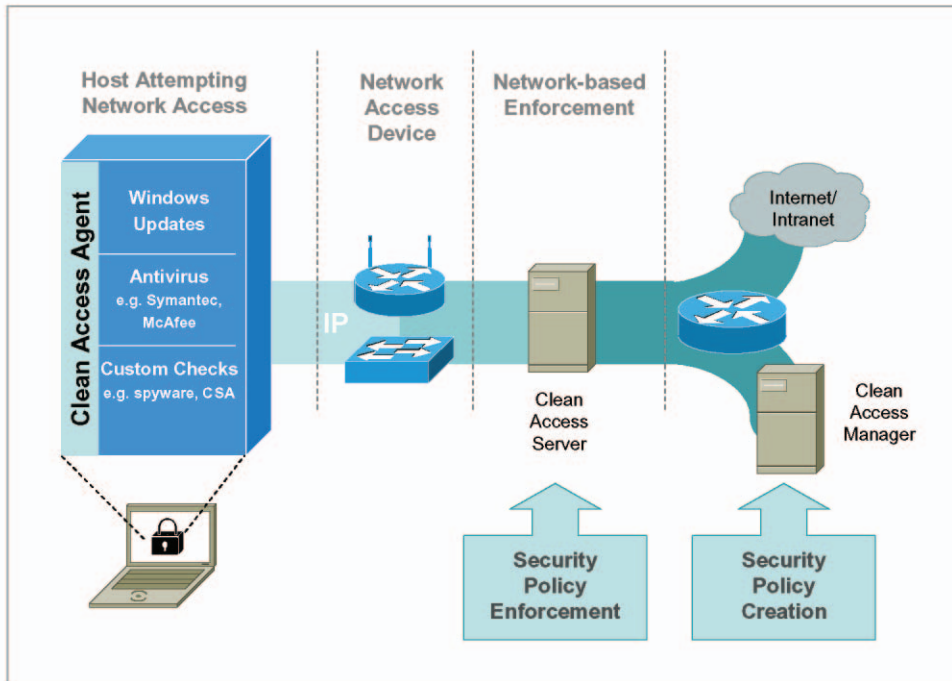 Host Attempting
Network Access
Network
Access
Device
Network-based
Enforcement
Clean Access Agent
Windows
Updates
Antivirus
e.g. Symantec,
McAfee
Custom Checks
e.g. spyware, CSA
IP
Internet/
Intranet
Clean
Access
Server
Clean
Access
Manager
Security
Policy
Enforcement
Security
Policy
Creation